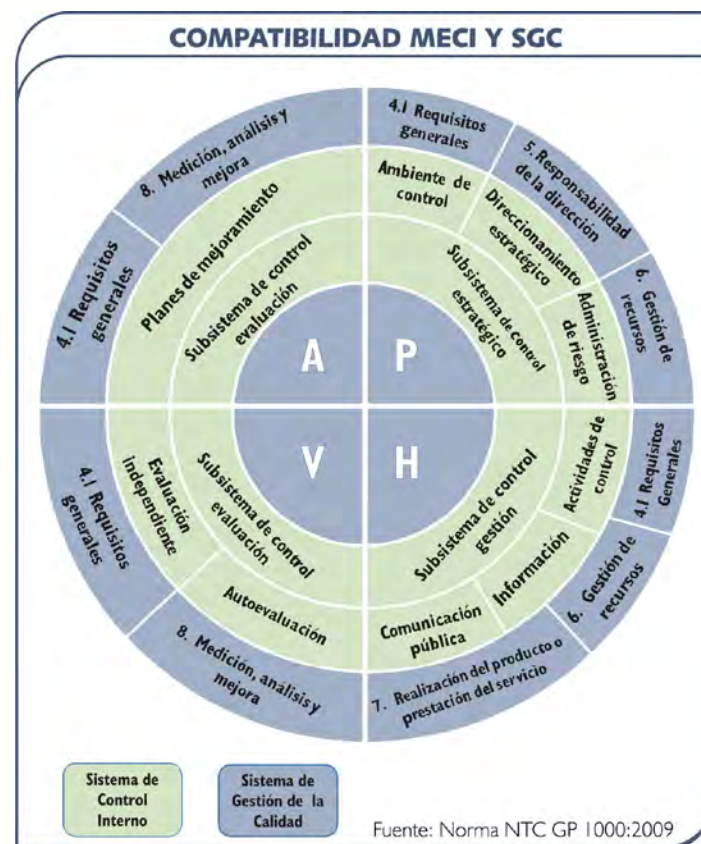 COMPATIBILIDAD MECI Y SGC
4.1 Requisitos
generales
5. Responsabilidad
de la dirección
6. Gestión de
recursos
Ambiente de
control
Direccionamiento
estratégico
Administración
de riesgo
Subsistema de control
estratégico
P
4.1 Requisitos
Generales
6. Gestión de
recursos
7. Realización del producto o
prestación del servicio
Actividades de
control
Información
Comunicación
pública
Subsistema de control
gestión
H
8. Medición, análisis y
mejora
4.1 Requisitos
generales
Autoevaluación
Evaluación
independiente
Subsistema de control
evaluación
V
4.1 Requisitos
generales
8. Medición, análisis y
mejora
Planes de mejoramiento
Subsistema de control
evaluación
A
Sistema de
Control
Interno
Sistema de
Gestión de la
Calidad
Fuente: Norma NTC GP 1000:2009